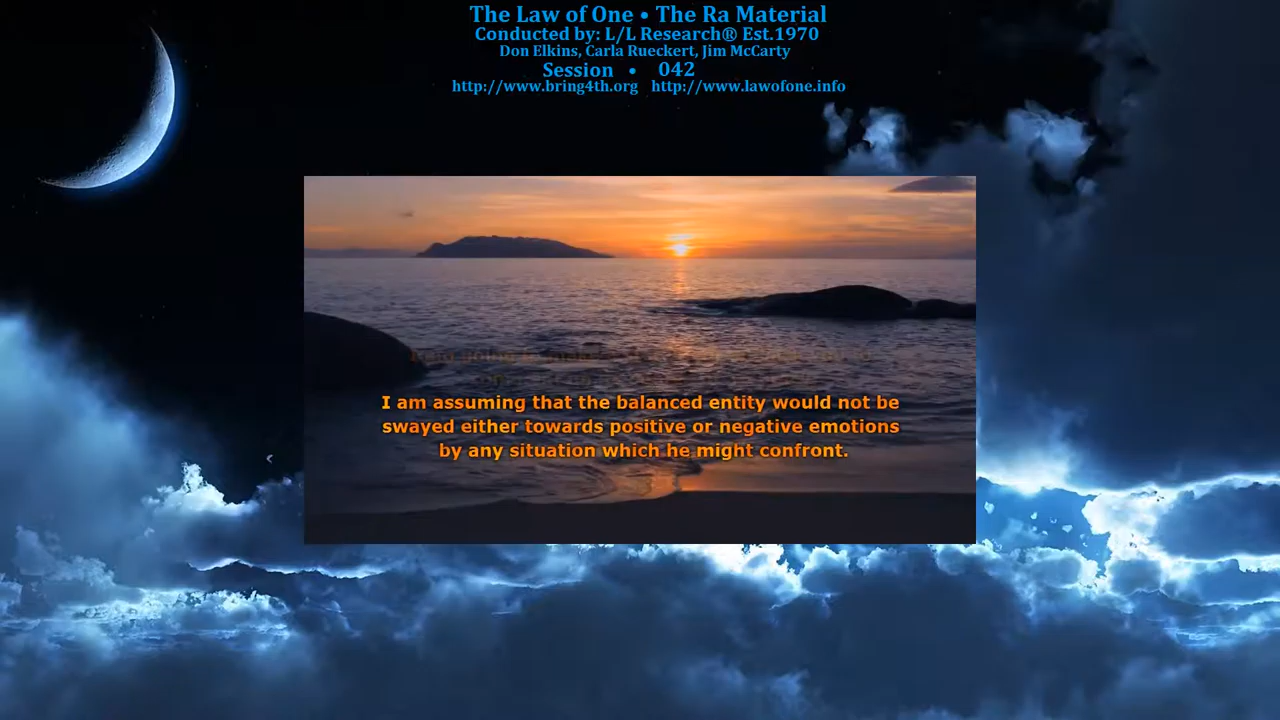 The Law of One • The Ra Material
Conducted by: L/L Research® Est.1970
Don Elkins, Carla Rueckert, Jim McCarty
Session • 042
http://www.bring4th.org http://www.lawofone.info
I am assuming that the balanced entity would not be
swayed either towards positive or negative emotions
by any situation which he might confront.